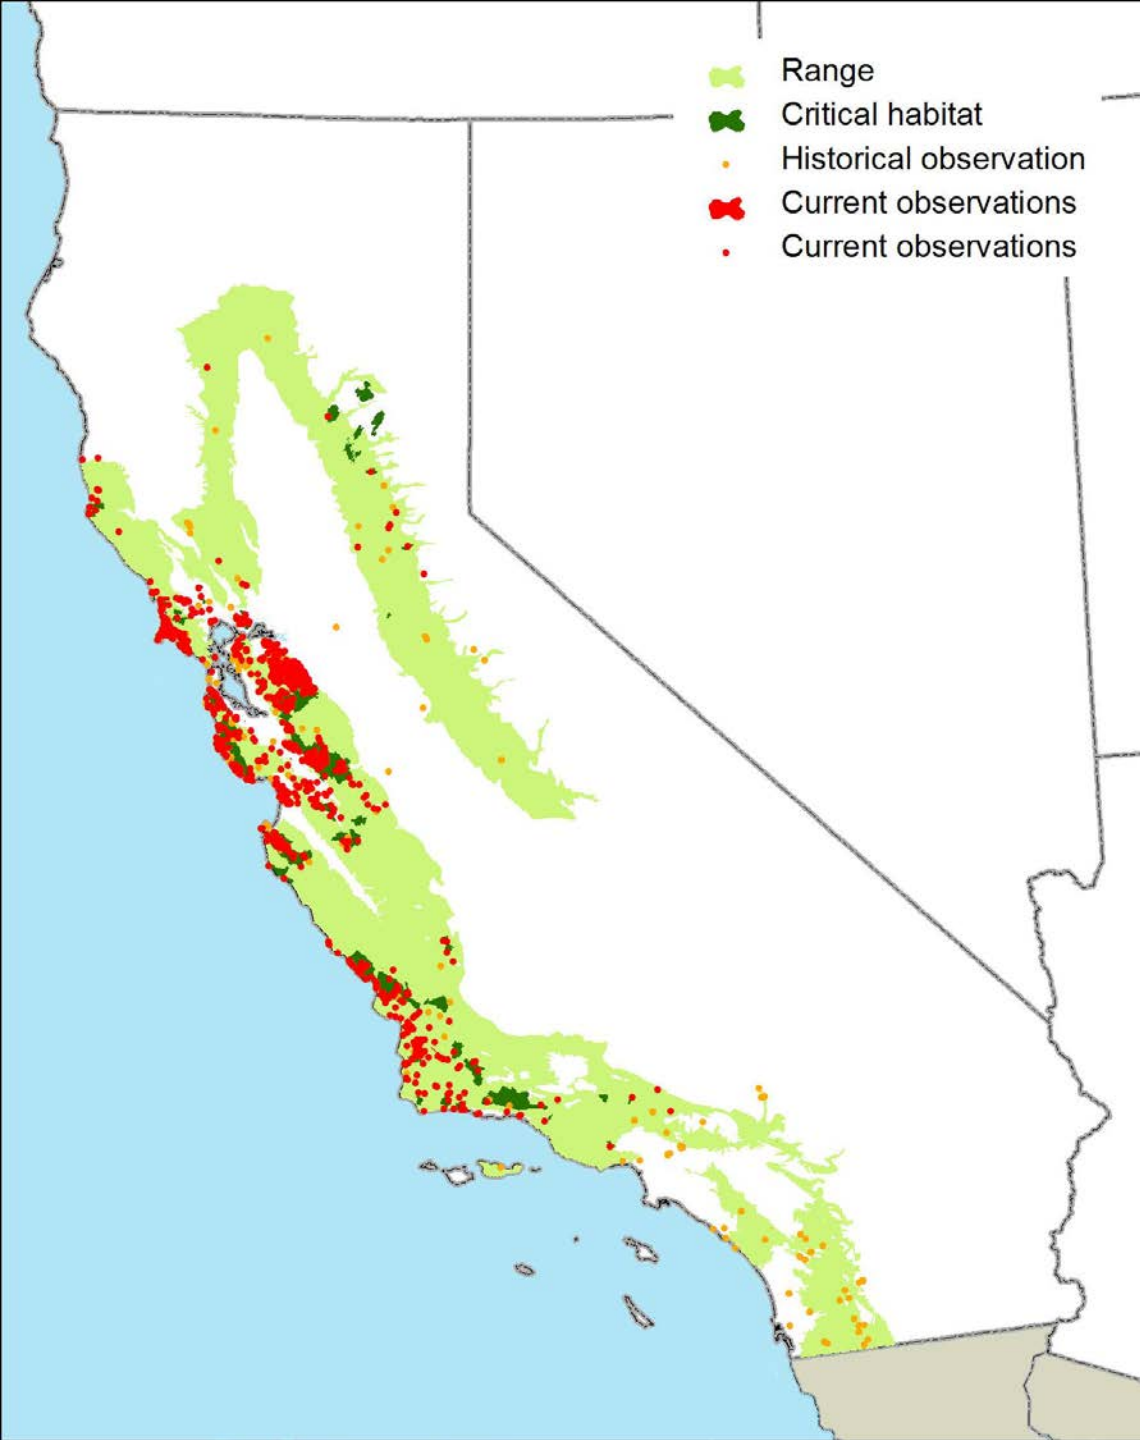 Range
Critical habitat
Historical observation
Current observations
Current observations